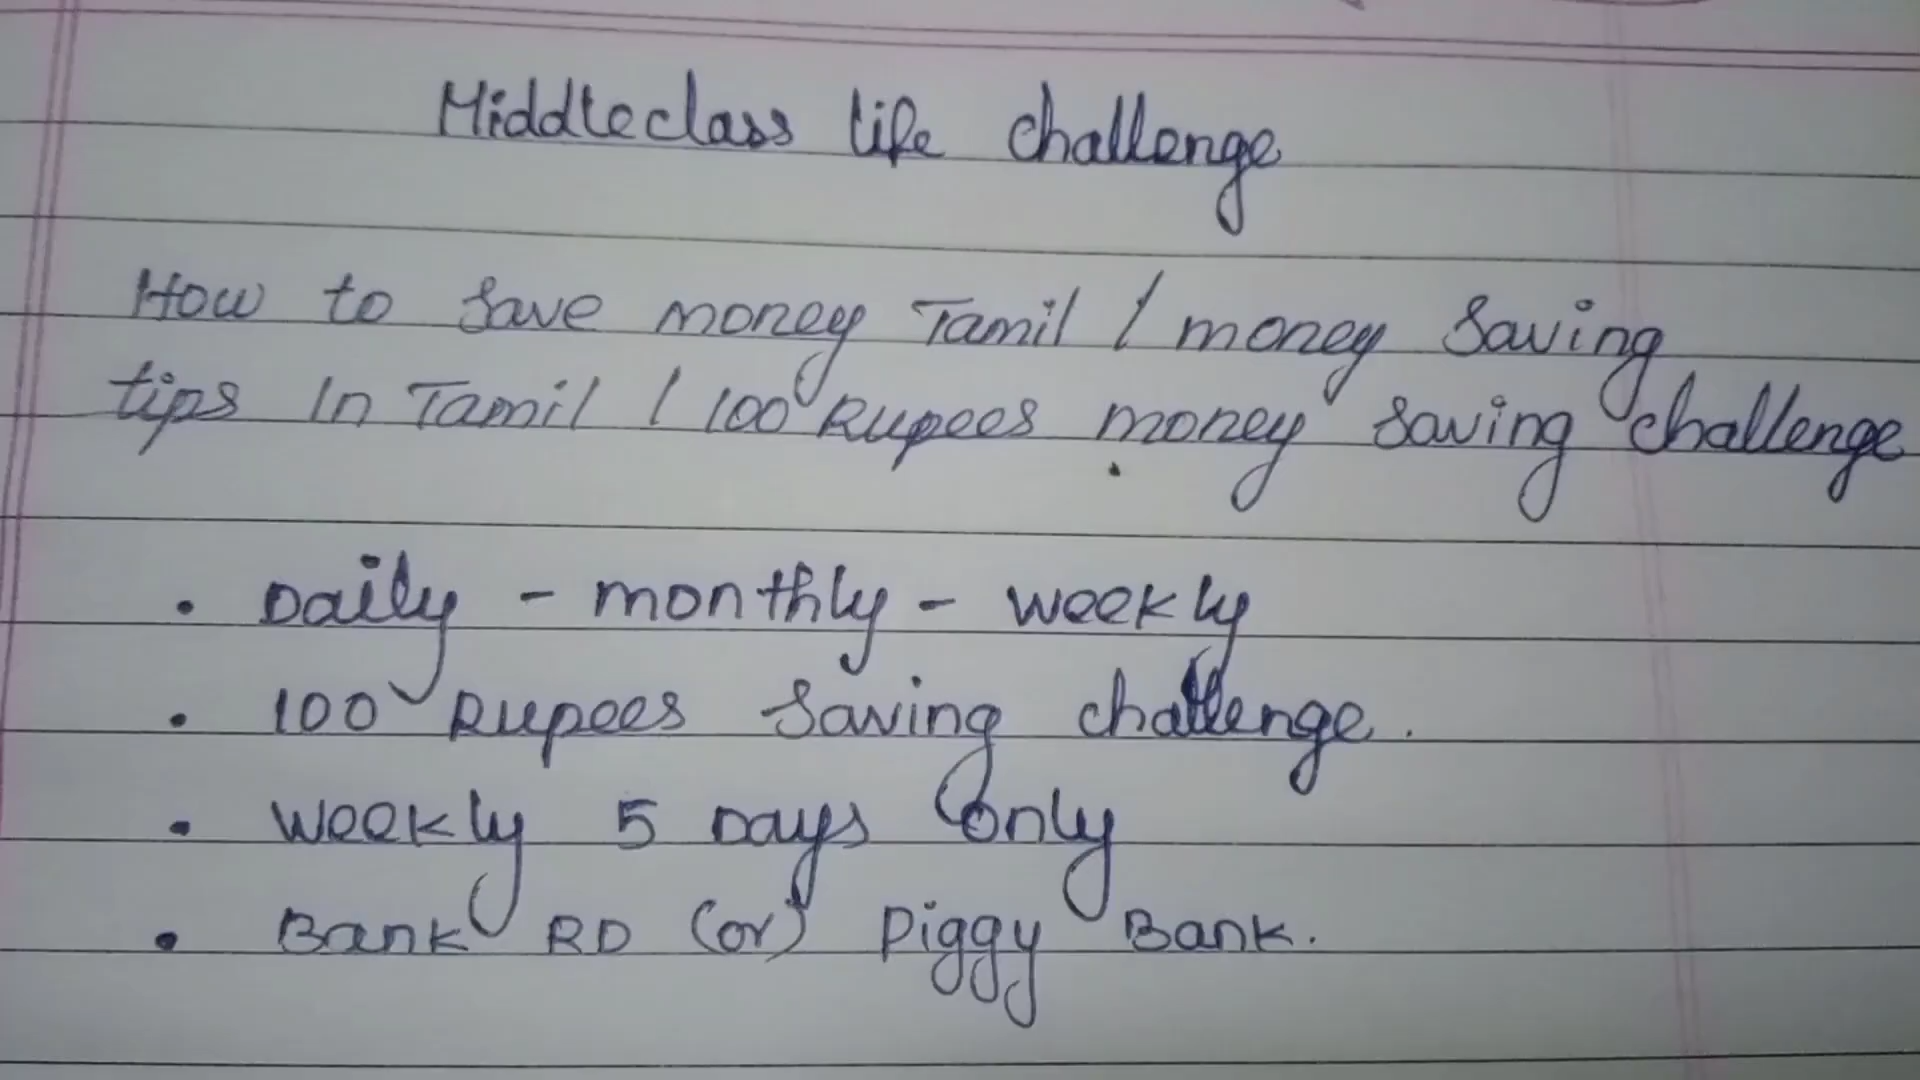 Middleclass life challenge
How to save money Tamil / money saving
tips In Tamil / 100 Rupees money saving challenge
• Daily - monthly - weekly
• 100 Rupees saving challenge.
• weekly 5 Days only
• Bank RD (or) Piggy Bank.